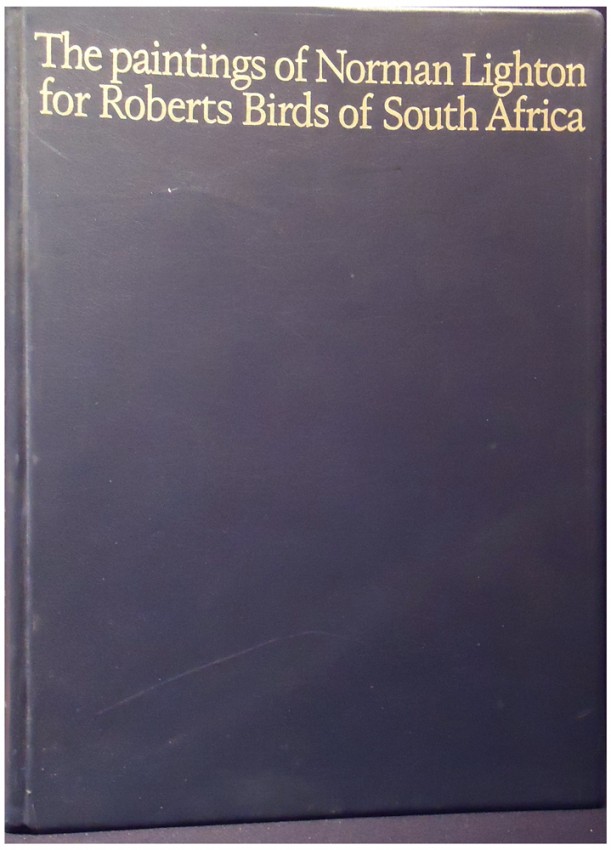 The paintings of Norman Lighton
for Roberts Birds of South Africa